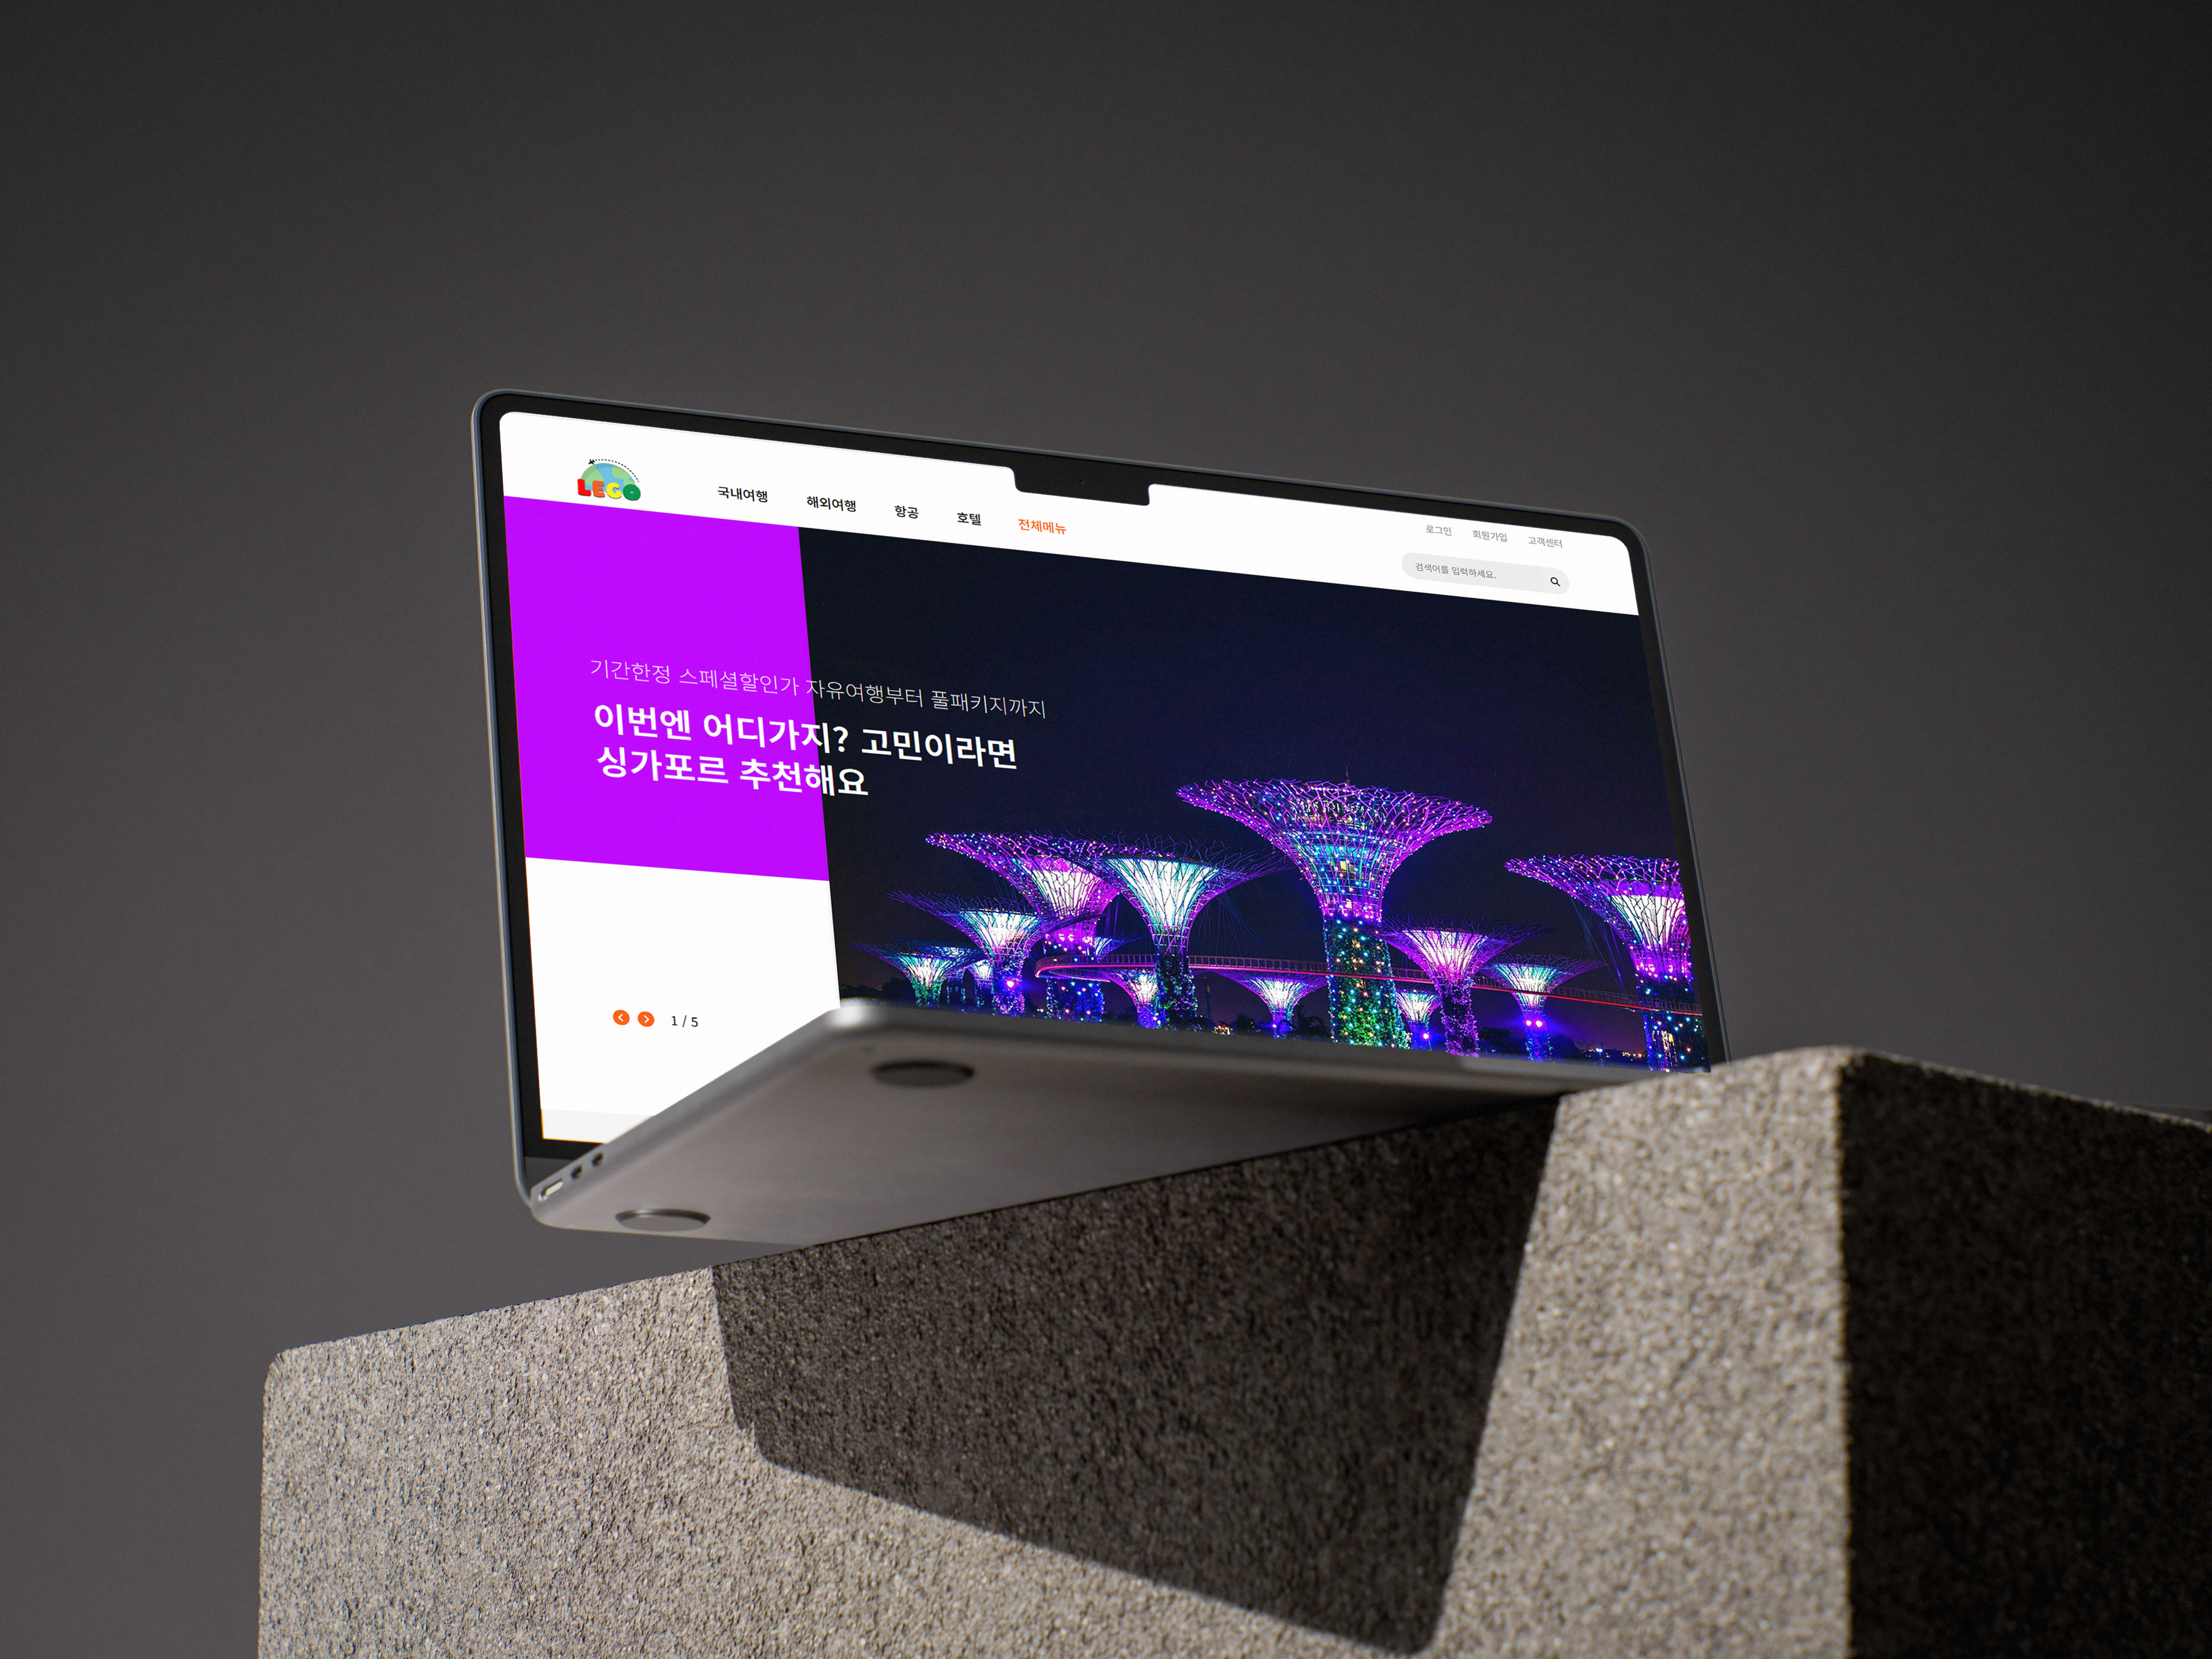 LEGO
국내여행 해외여행 항공 호텔 전체메뉴
로그인 회원가입 고객센터
검색어를 입력하세요.
기간한정 스페셜할인가 자유여행부터 풀패키지까지
이번엔 어디가지? 고민이라면
싱가포르 추천해요
1 / 5